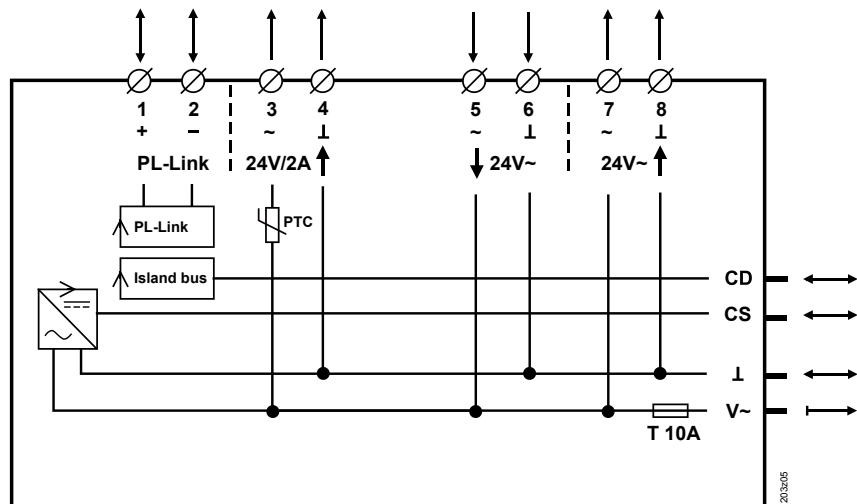 1 2 3 4 5 6 7 8
+ − ~ ⊥ ~ ⊥ ~ ⊥
PL-Link 24V/2A 24V~ 24V~
PL-Link PTC
Island bus
CD
CS
⊥
V~
T 10A
203z05